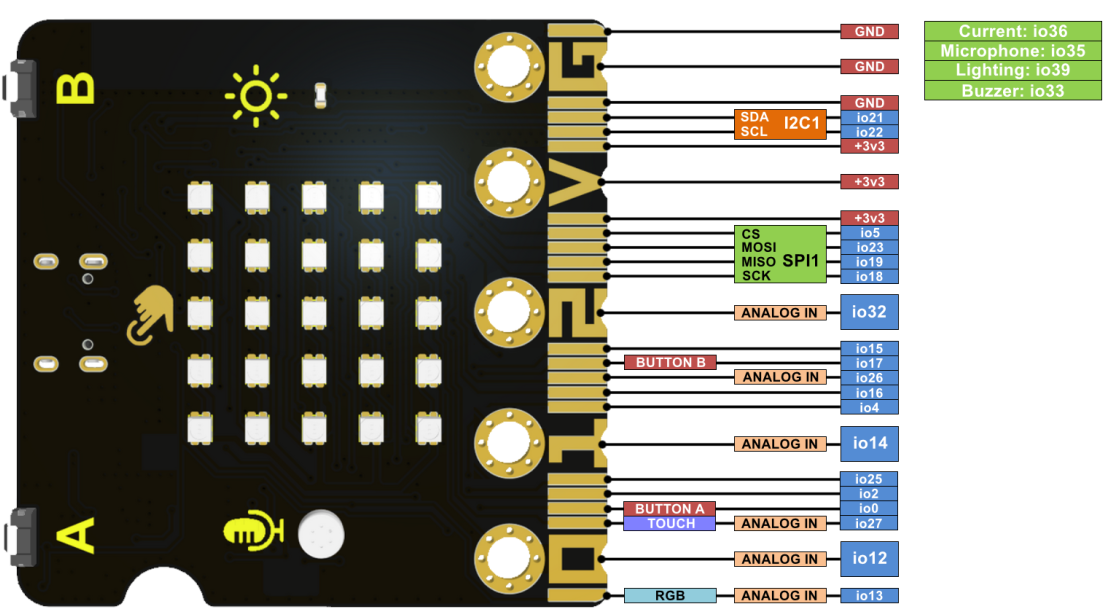 GND
GND
GND
SDA I2C1 io21
SCL io22
+3v3
+3v3
+3v3
CS io5
MOSI io23
MISO SPI1 io19
SCK io18
ANALOG IN io32
io15
BUTTON B io17
ANALOG IN io26
io16
io4
ANALOG IN io14
io25
io2
BUTTON A io0
TOUCH ANALOG IN io27
ANALOG IN io12
RGB ANALOG IN io13
Current: io36
Microphone: io35
Lighting: io39
Buzzer: io33
B
A
G
V
2
1
0